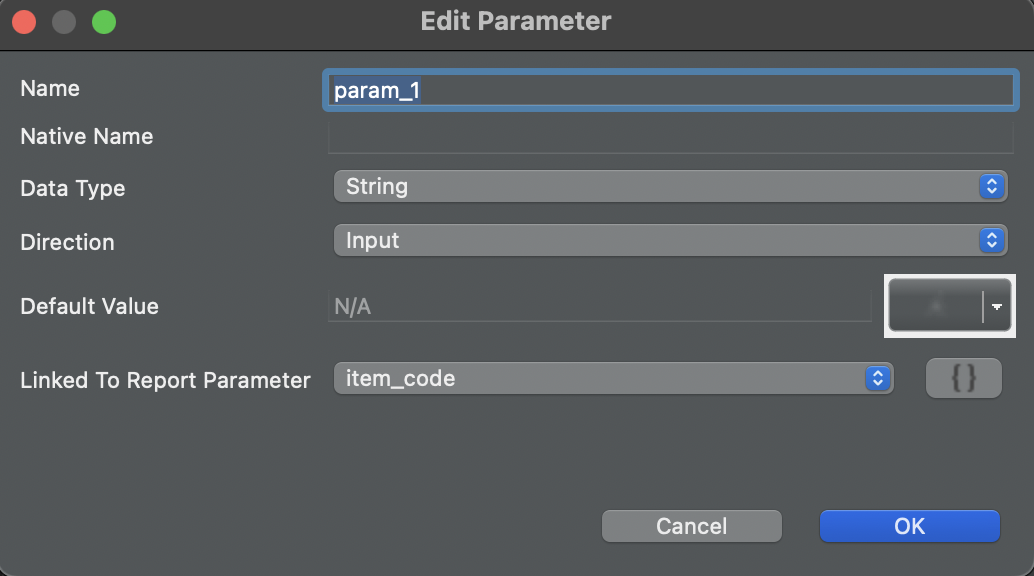 Edit Parameter
Name param_1
Native Name
Data Type String
Direction Input
Default Value N/A
Linked To Report Parameter item_code {}
Cancel OK